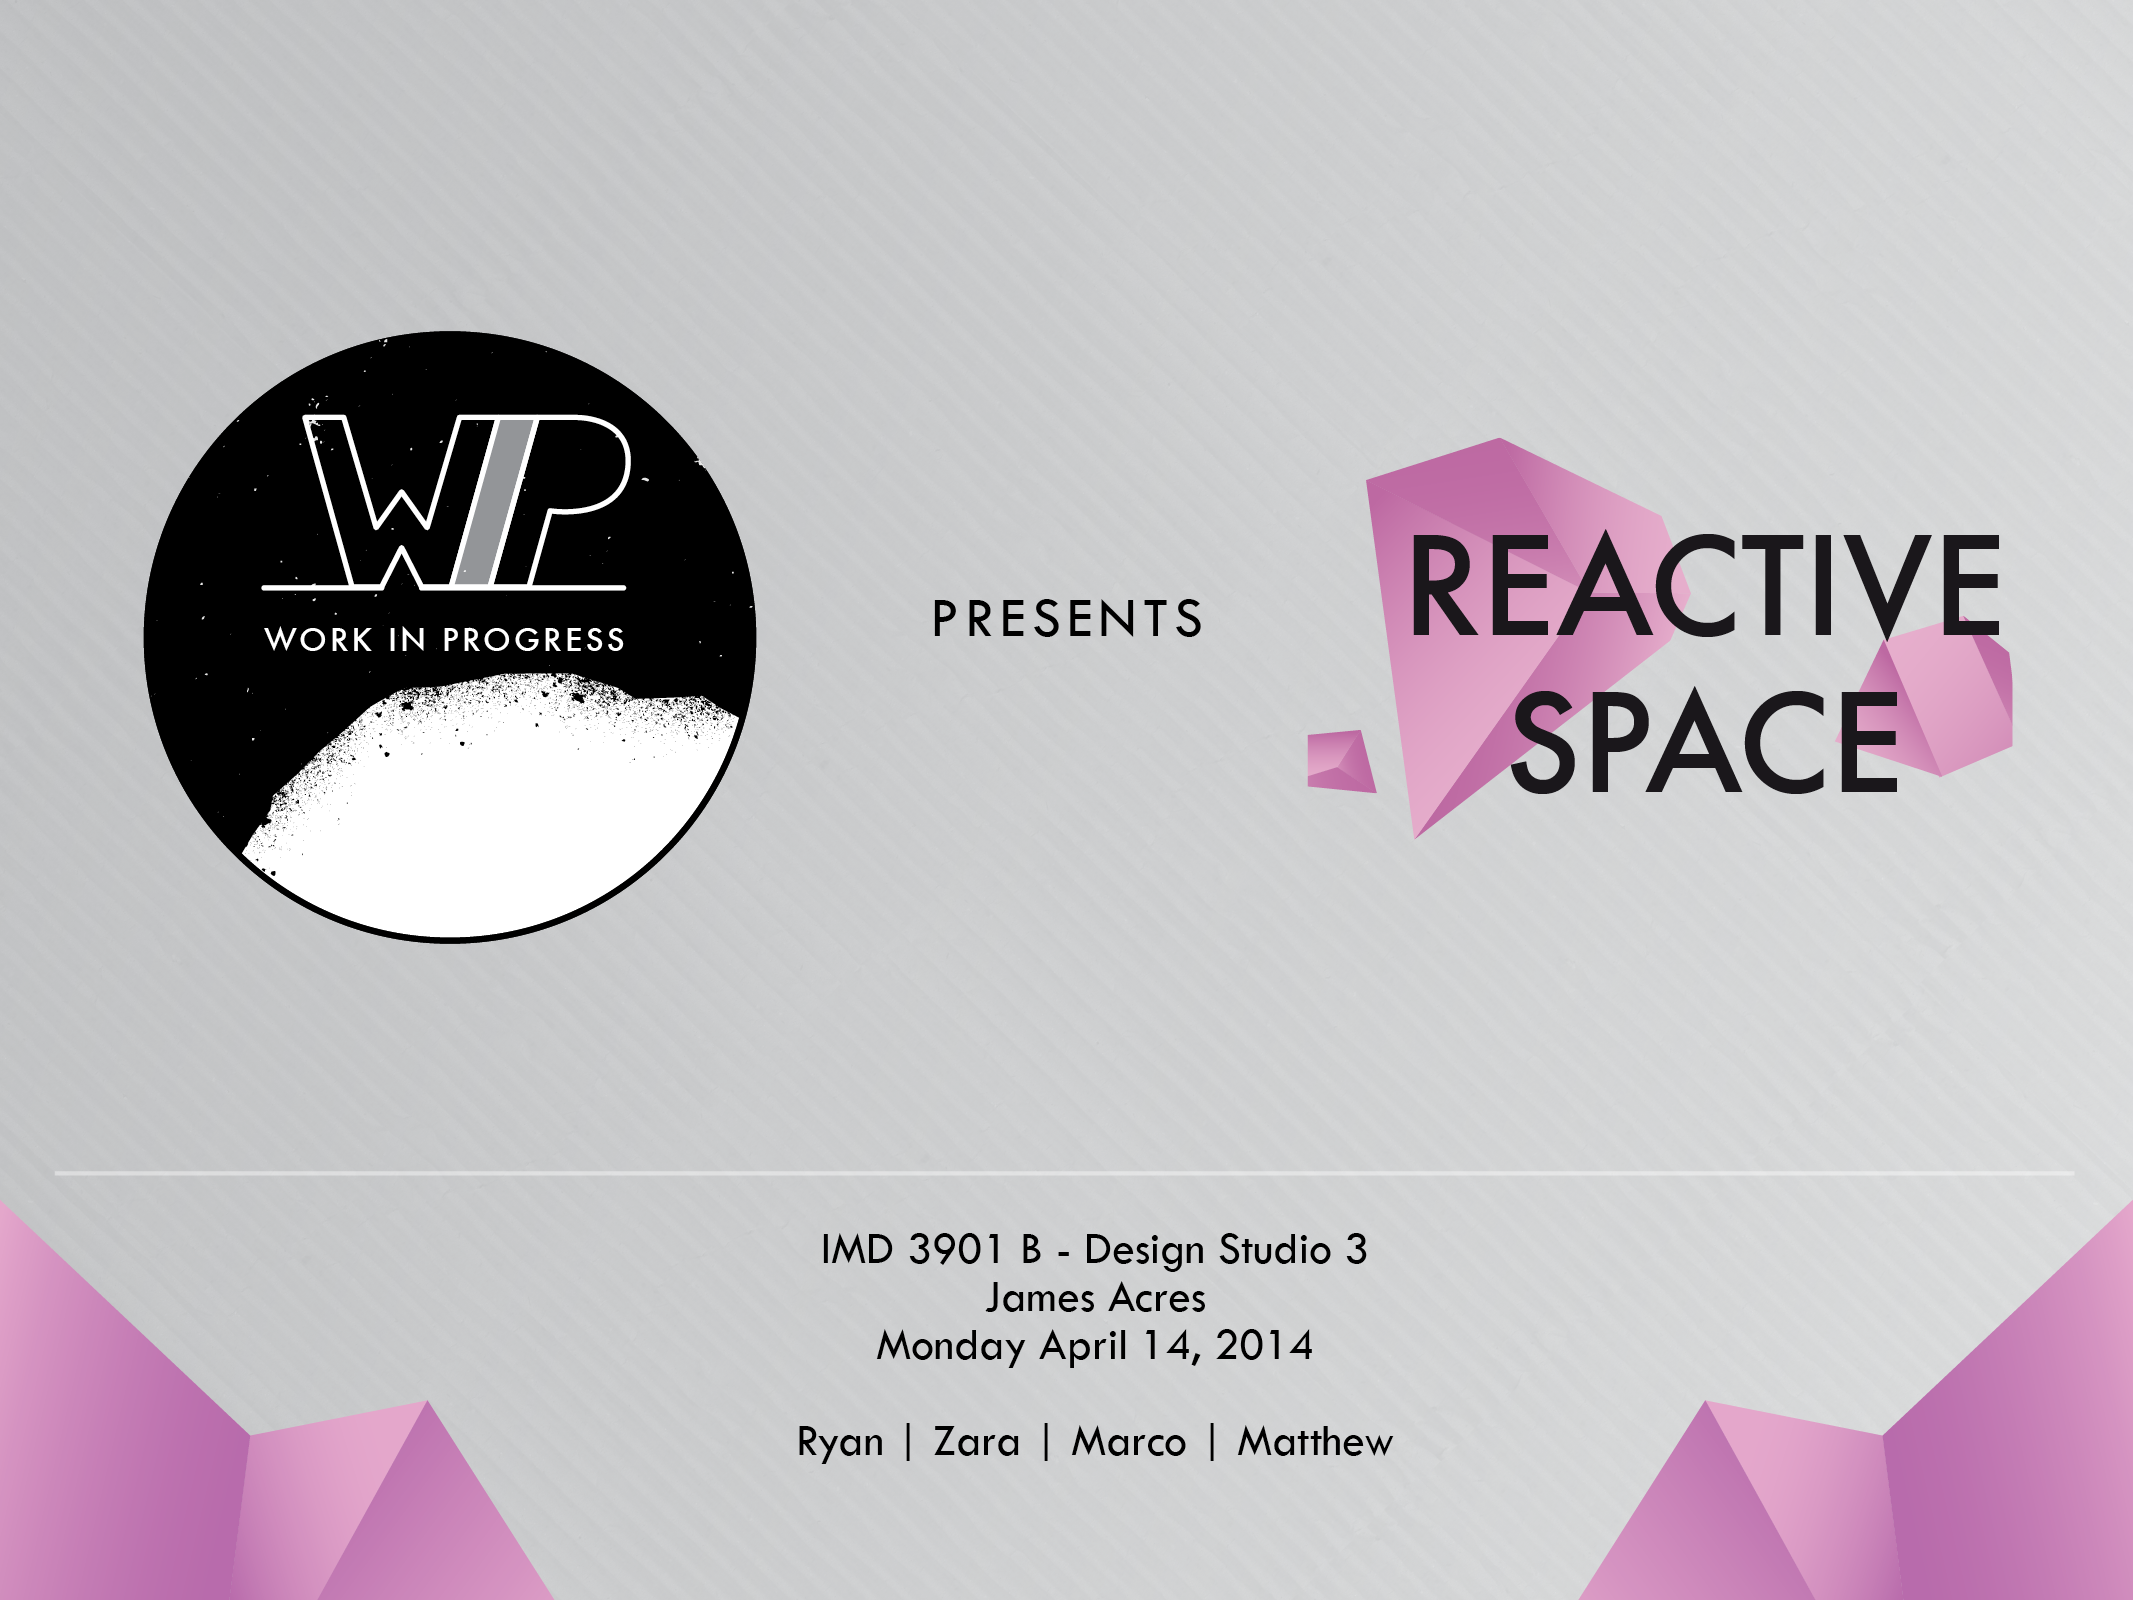 WIP
WORK IN PROGRESS
PRESENTS
REACTIVE
SPACE
IMD 3901 B - Design Studio 3
James Acres
Monday April 14, 2014
Ryan | Zara | Marco | Matthew